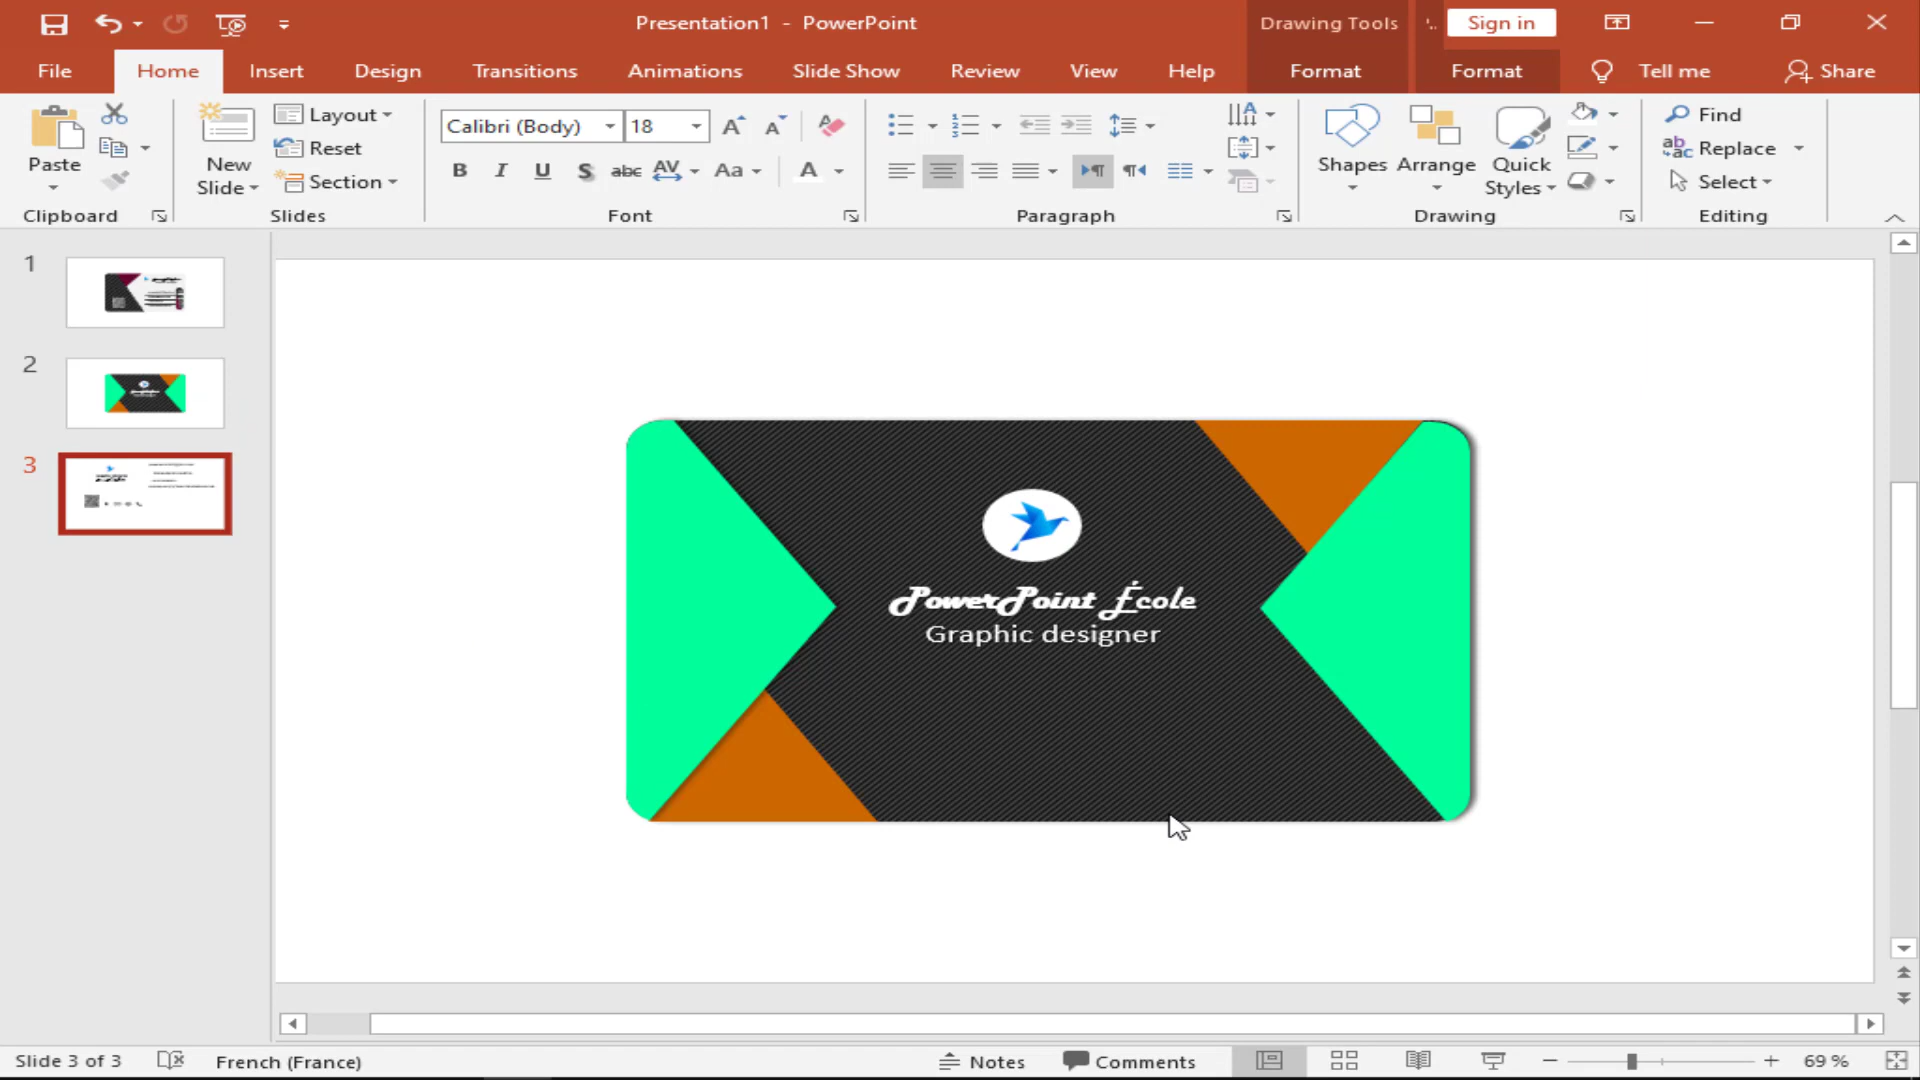 Presentation1 - PowerPoint
Drawing Tools
Sign in
File
Home
Insert
Design
Transitions
Animations
Slide Show
Review
View
Help
Format
Format
Tell me
Share
Paste
New
Slide
Layout
Reset
Section
Calibri (Body)
18
B I U S abc AV Aa A
Shapes
Arrange
Quick
Styles
Find
Replace
Select
Clipboard
Slides
Font
Paragraph
Drawing
Editing
1
2
3
PowerPoint École
Graphic designer
Slide 3 of 3
French (France)
Notes
Comments
69 %